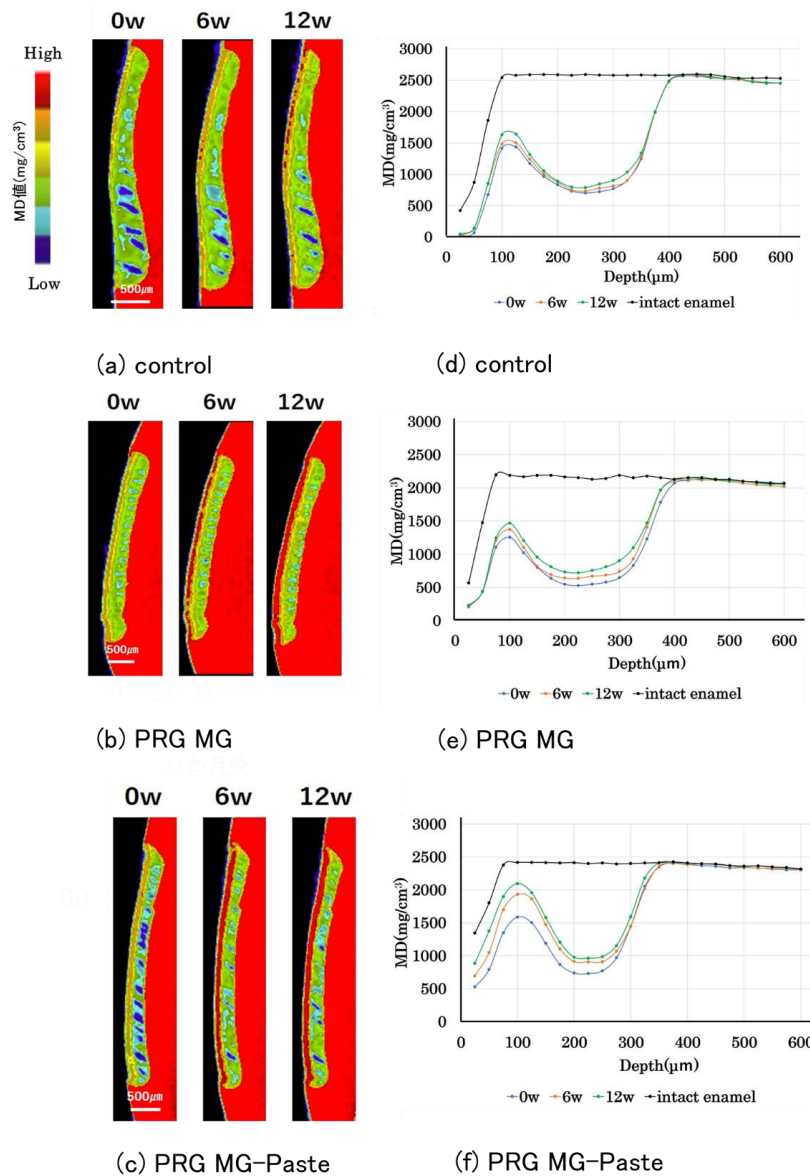 0w 6w 12w
High
MD値(mg/cm³)
Low
500μm
(a) control
3000
2500
2000
1500
1000
500
0
MD(mg/cm³)
0 100 200 300 400 500 600
Depth(μm)
0w 6w 12w intact enamel
(d) control
0w 6w 12w
500μm
(b) PRG MG
3000
2500
2000
1500
1000
500
0
MD(mg/cm³)
0 100 200 300 400 500 600
Depth(μm)
0w 6w 12w intact enamel
(e) PRG MG
0w 6w 12w
500μm
(c) PRG MG-Paste
3000
2500
2000
1500
1000
500
0
MD(mg/cm³)
0 100 200 300 400 500 600
Depth(μm)
0w 6w 12w intact enamel
(f) PRG MG-Paste